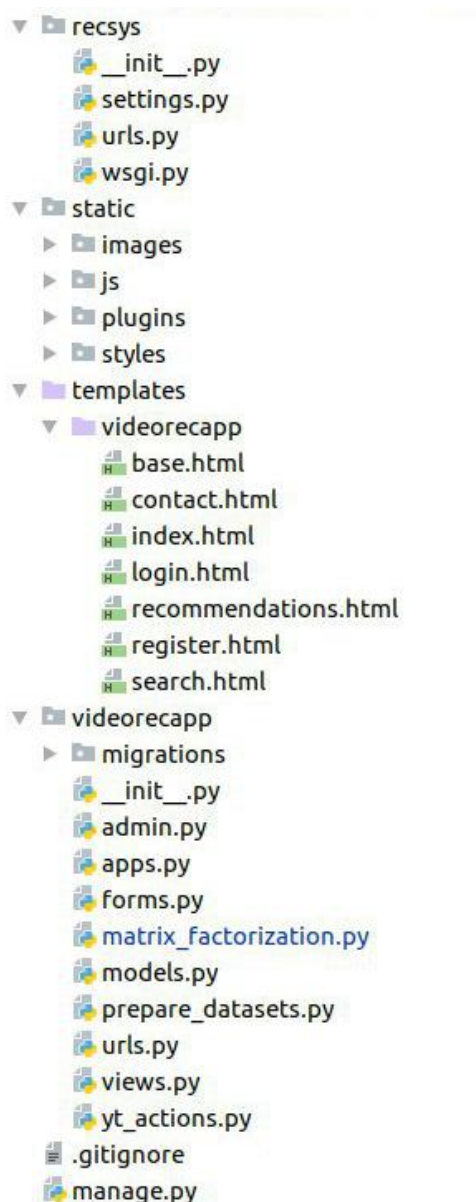 recsys
__init__.py
settings.py
urls.py
wsgi.py
static
images
js
plugins
styles
templates
videorecapp
base.html
contact.html
index.html
login.html
recommendations.html
register.html
search.html
videorecapp
migrations
__init__.py
admin.py
apps.py
forms.py
matrix_factorization.py
models.py
prepare_datasets.py
urls.py
views.py
yt_actions.py
.gitignore
manage.py